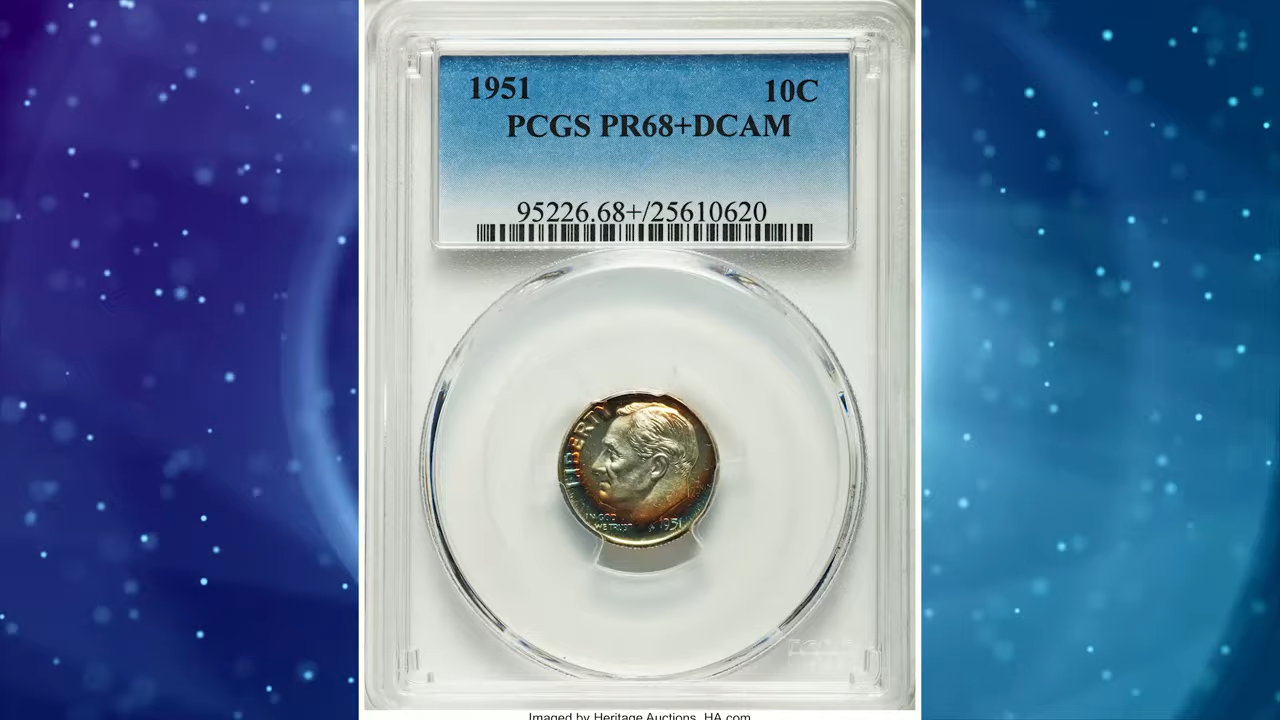 1951 10C
PCGS PR68+DCAM
95226.68+/25610620
LIBERTY
IN GOD
WE TRUST
1951
Imaged by Heritage Auctions, HA.com